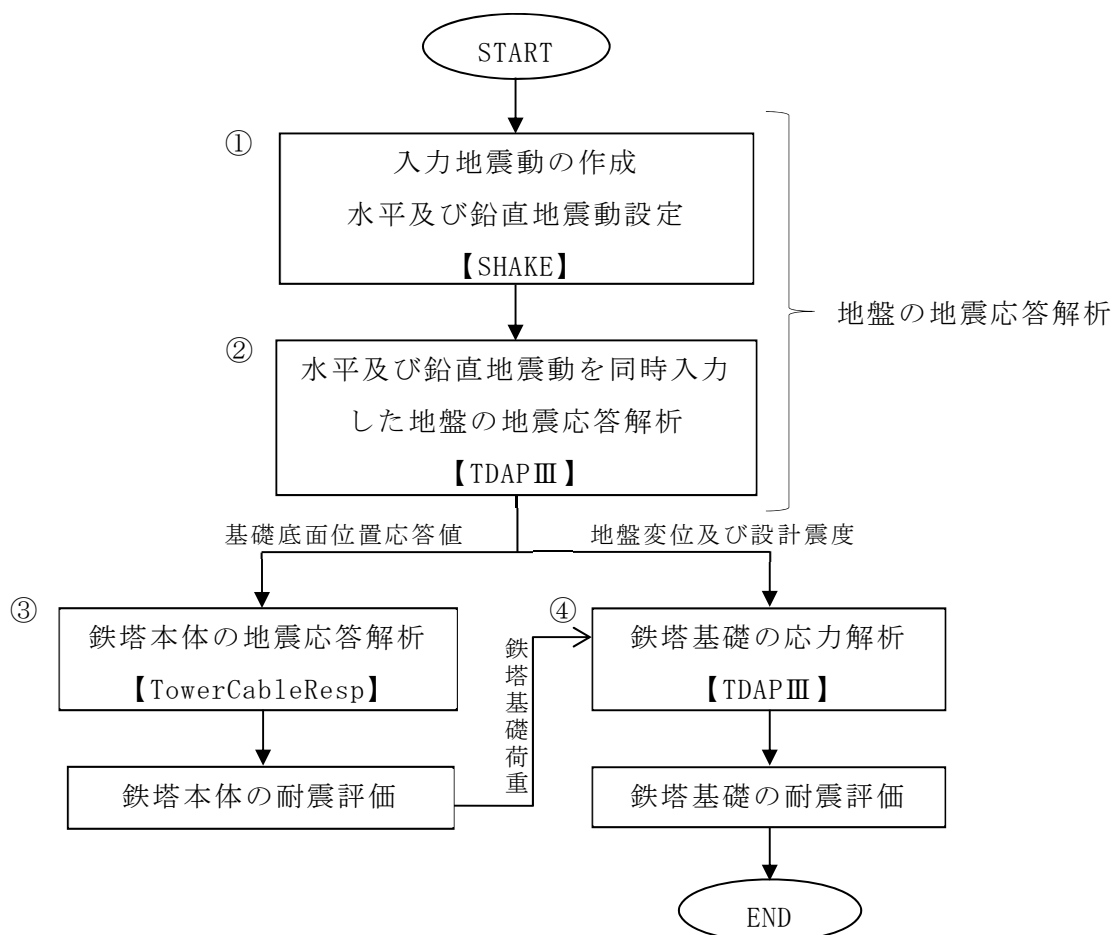 START
①
入力地震動の作成
水平及び鉛直地震動設定
【SHAKE】
地盤の地震応答解析
②
水平及び鉛直地震動を同時入力
した地盤の地震応答解析
【TDAPⅢ】
基礎底面位置応答値
地盤変位及び設計震度
③
鉄塔本体の地震応答解析
【TowerCableResp】
鉄塔基礎荷重
④
鉄塔基礎の応力解析
【TDAPⅢ】
鉄塔本体の耐震評価
鉄塔基礎の耐震評価
END